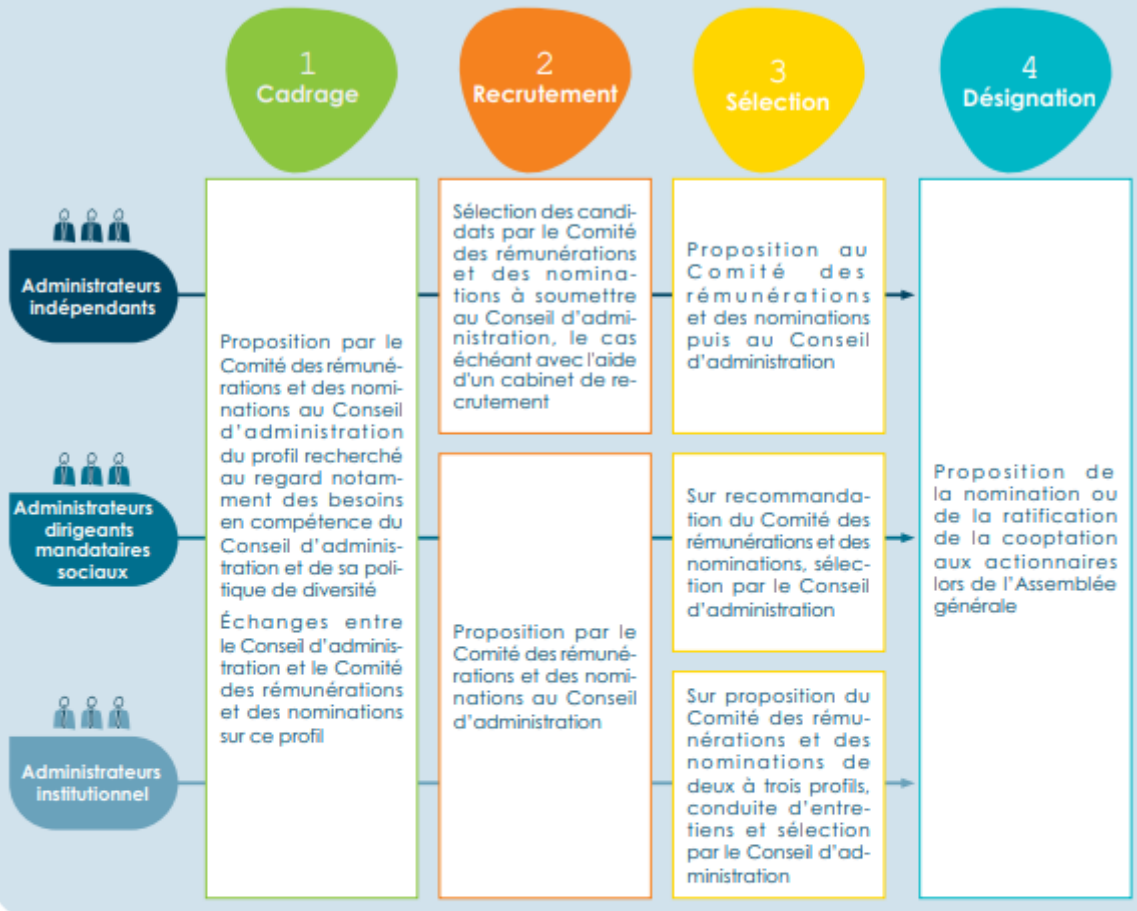 1
Cadrage
2
Recrutement
3
Sélection
4
Désignation
Administrateurs
indépendants
Administrateurs
dirigeants
mandataires
sociaux
Administrateurs
institutionnel
Proposition par le
Comité des rémuné-
rations et des nomi-
nations au Conseil
d'administration
du profil recherché
au regard notam-
ment des besoins
en compétence du
Conseil d'adminis-
tration et de sa poli-
tique de diversité
Échanges entre
le Conseil d'adminis-
tration et le Comité
des rémunérations
et des nominations
sur ce profil
Sélection des candi-
dats par le Comité
des rémunérations
et des nomina-
tions à soumettre
au Conseil d'admi-
nistration, le cas
échéant avec l'aide
d'un cabinet de re-
crutement
Proposition par le
Comité des rémuné-
rations et des nomi-
nations au Conseil
d'administration
Proposition au
Comité des
rémunérations
et des nominations
puis au Conseil
d'administration
Sur recommanda-
tion du Comité des
rémunérations et des
nominations, sélec-
tion par le Conseil
d'administration
Sur proposition du
Comité des rému-
nérations et des
nominations de
deux à trois profils,
conduite d'entre-
tiens et sélection
par le Conseil d'ad-
ministration
Proposition de
la nomination ou
de la ratification
de la cooptation
aux actionnaires
lors de l'Assemblée
générale